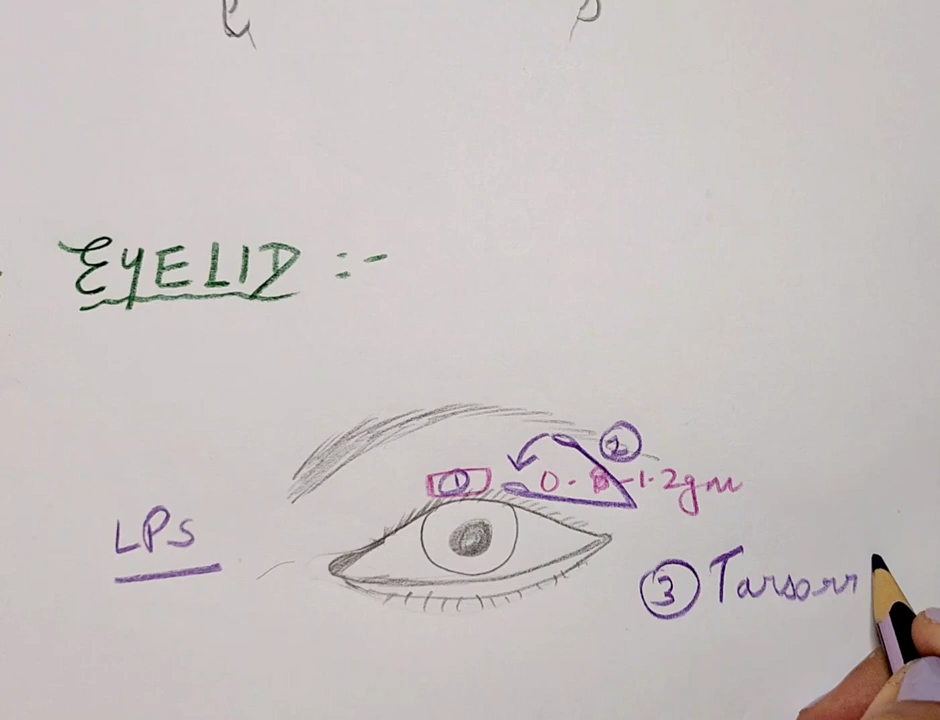 EYELID :-
②
① 0.8-1.2gm
LPS
③ Tarsorr